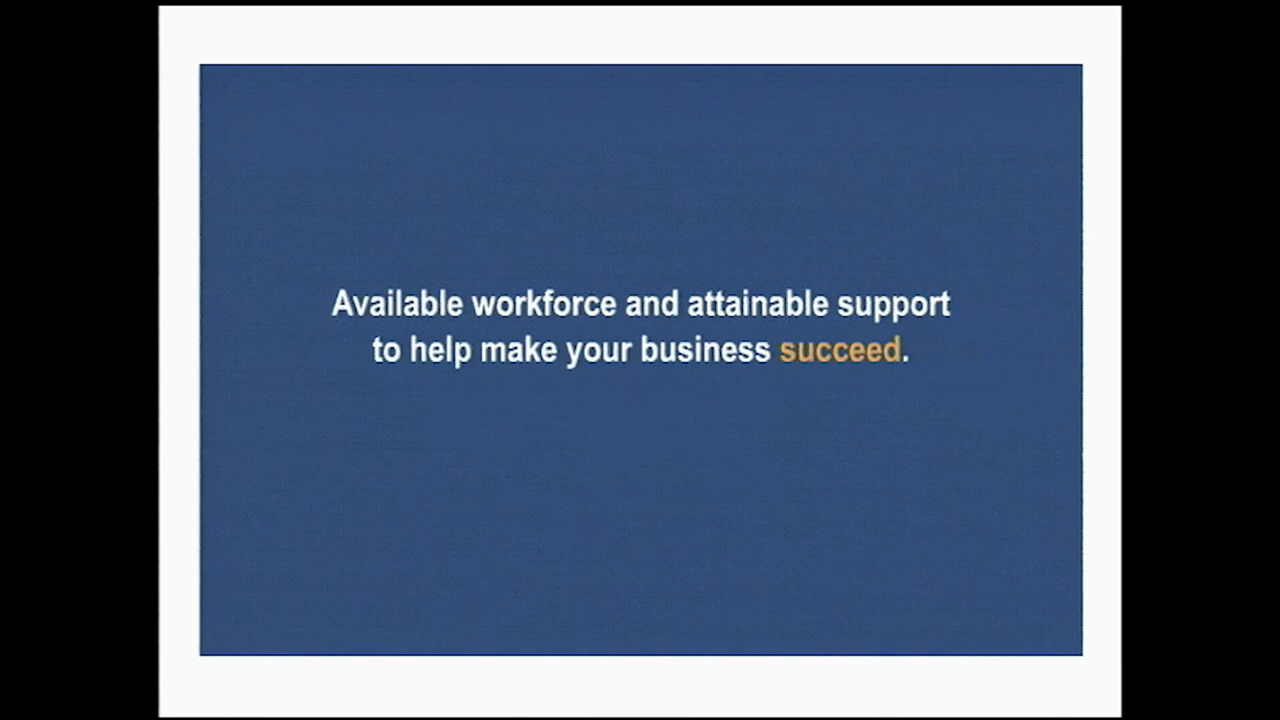 Available workforce and attainable support
to help make your business succeed.